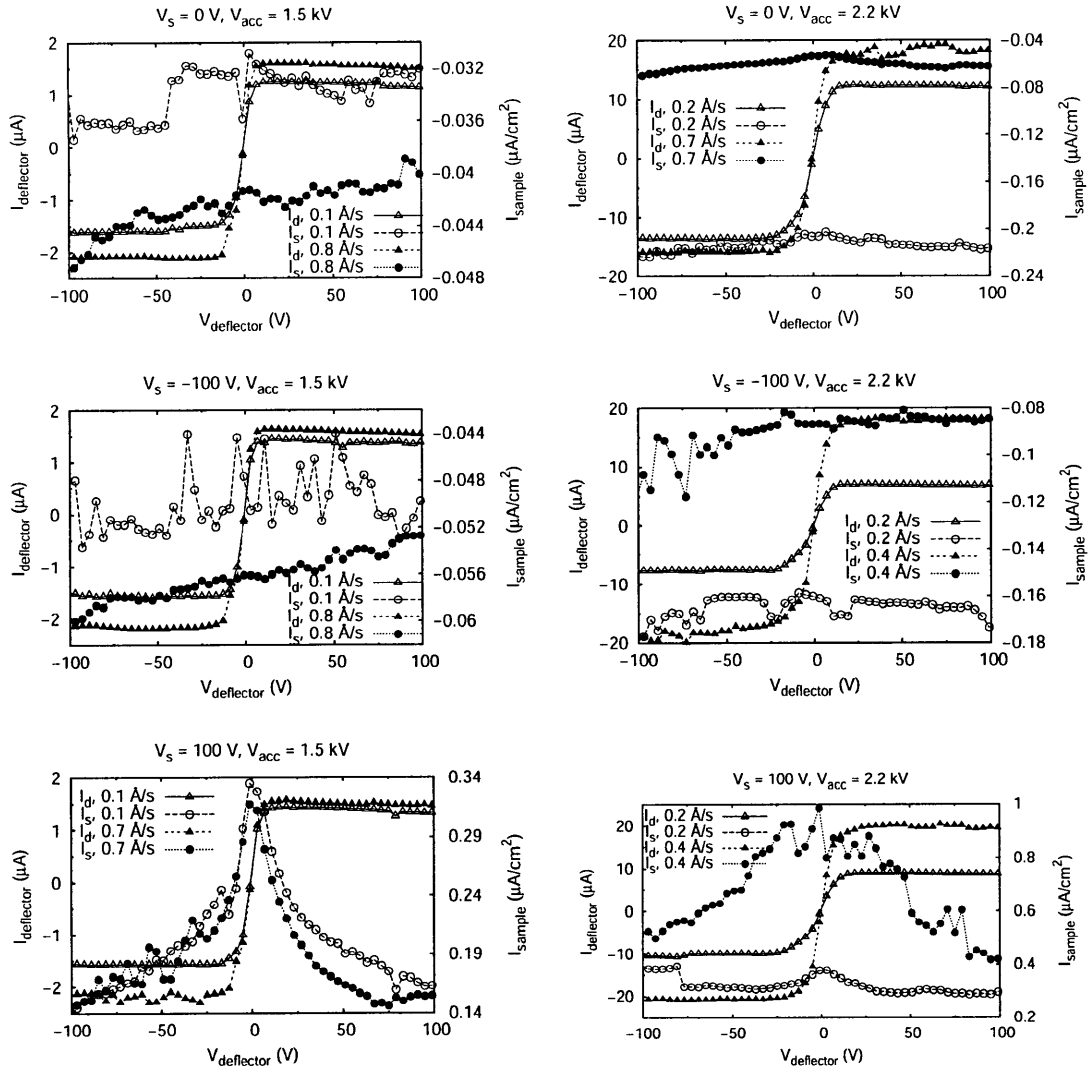 V_s = 0 V, V_acc = 1.5 kV
I_deflector (μA)
2
1
0
−1
−2
I_d, 0.1 Å/s
I_s, 0.1 Å/s
I_d, 0.8 Å/s
I_s, 0.8 Å/s
−0.032
−0.036
−0.04
−0.044
−0.048
I_sample (μA/cm²)
−100 −50 0 50 100
V_deflector (V)
V_s = 0 V, V_acc = 2.2 kV
I_deflector (μA)
20
10
0
−10
−20
I_d, 0.2 Å/s
I_s, 0.2 Å/s
I_d, 0.7 Å/s
I_s, 0.7 Å/s
−0.04
−0.08
−0.12
−0.16
−0.2
−0.24
I_sample (μA/cm²)
−100 −50 0 50 100
V_deflector (V)
V_s = −100 V, V_acc = 1.5 kV
I_deflector (μA)
2
1
0
−1
−2
I_d, 0.1 Å/s
I_s, 0.1 Å/s
I_d, 0.8 Å/s
I_s, 0.8 Å/s
−0.044
−0.048
−0.052
−0.056
−0.06
I_sample (μA/cm²)
−100 −50 0 50 100
V_deflector (V)
V_s = −100 V, V_acc = 2.2 kV
I_deflector (μA)
20
10
0
−10
−20
I_d, 0.2 Å/s
I_s, 0.2 Å/s
I_d, 0.4 Å/s
I_s, 0.4 Å/s
−0.08
−0.1
−0.12
−0.14
−0.16
−0.18
I_sample (μA/cm²)
−100 −50 0 50 100
V_deflector (V)
V_s = 100 V, V_acc = 1.5 kV
I_deflector (μA)
2
1
0
−1
−2
I_d, 0.1 Å/s
I_s, 0.1 Å/s
I_d, 0.7 Å/s
I_s, 0.7 Å/s
0.34
0.29
0.24
0.19
0.14
I_sample (μA/cm²)
−100 −50 0 50 100
V_deflector (V)
V_s = 100 V, V_acc = 2.2 kV
I_deflector (μA)
20
10
0
−10
−20
I_d, 0.2 Å/s
I_s, 0.2 Å/s
I_d, 0.4 Å/s
I_s, 0.4 Å/s
1
0.8
0.6
0.4
0.2
I_sample (μA/cm²)
−100 −50 0 50 100
V_deflector (V)